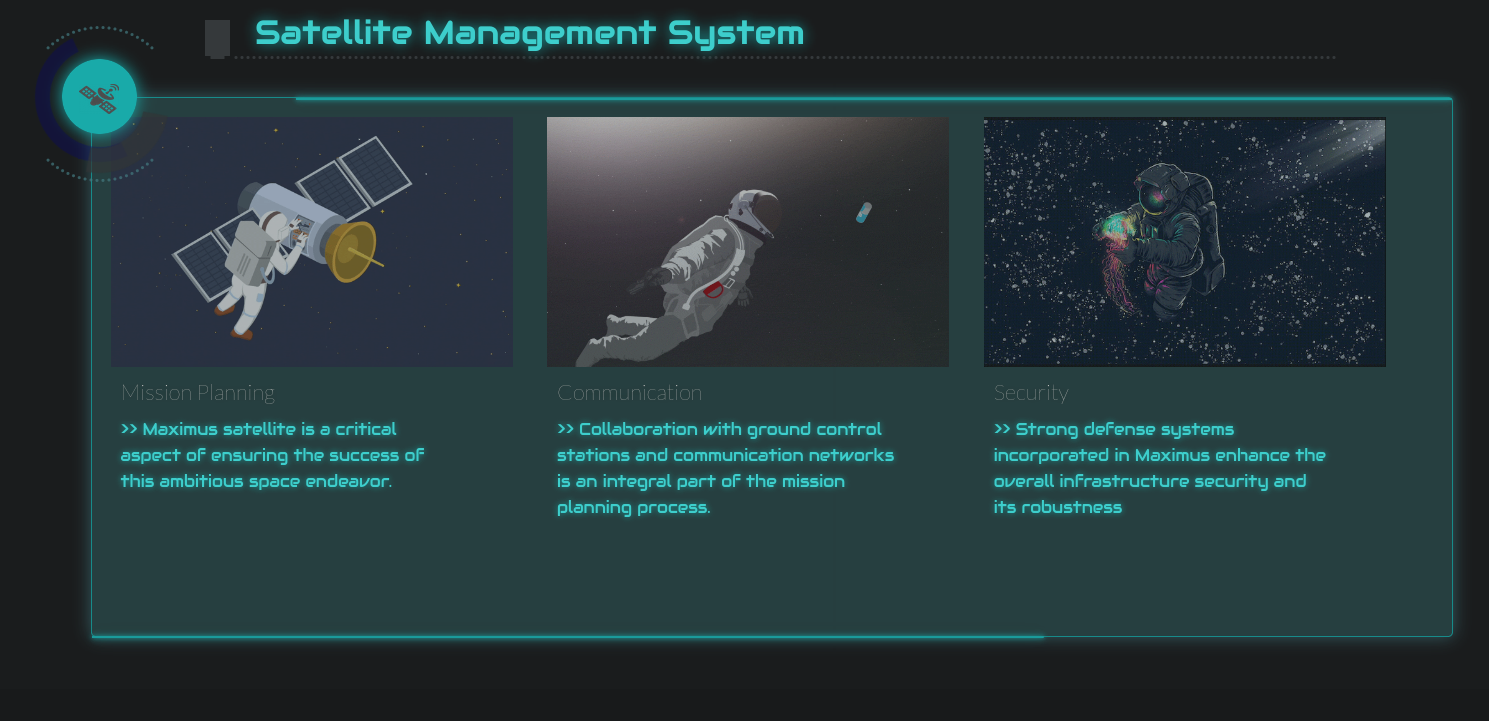 Satellite Management System
Mission Planning
>> Maximus satellite is a critical
aspect of ensuring the success of
this ambitious space endeavor.
Communication
>> Collaboration with ground control
stations and communication networks
is an integral part of the mission
planning process.
Security
>> Strong defense systems
incorporated in Maximus enhance the
overall infrastructure security and
its robustness